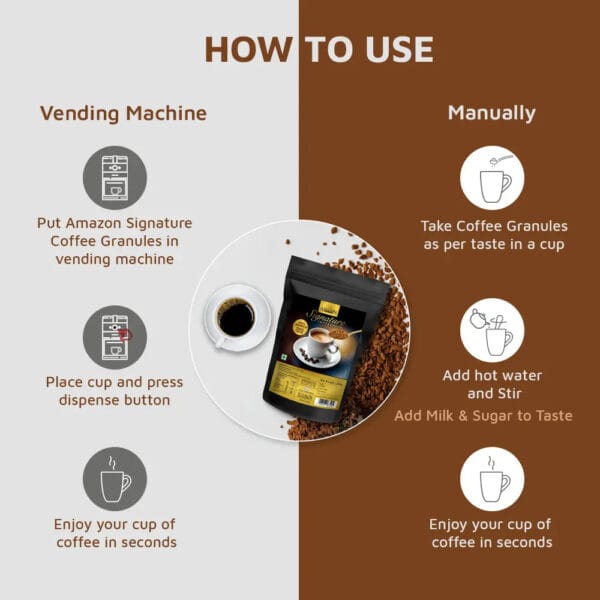 HOW TO USE
Vending Machine
Put Amazon Signature
Coffee Granules in
vending machine
Place cup and press
dispense button
Enjoy your cup of
coffee in seconds
Manually
Take Coffee Granules
as per taste in a cup
Add hot water
and Stir
Add Milk & Sugar to Taste
Enjoy your cup of
coffee in seconds
Signature